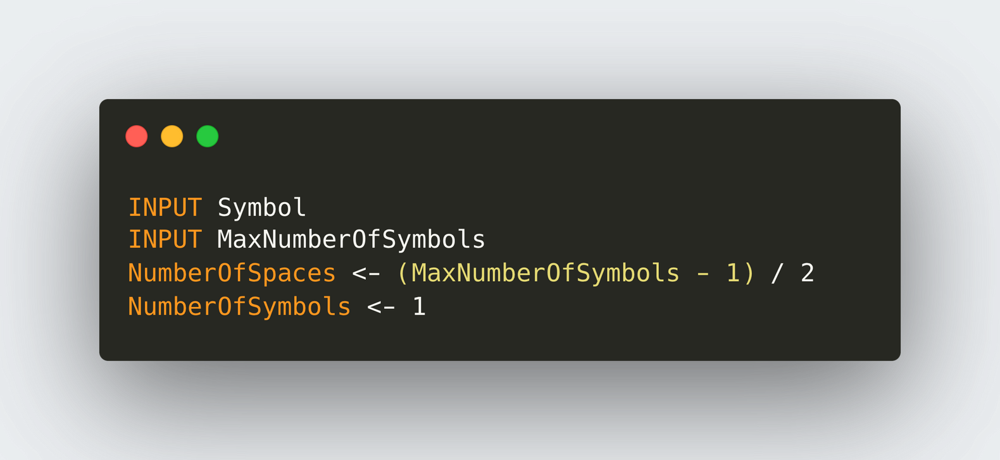 INPUT Symbol
INPUT MaxNumberOfSymbols
NumberOfSpaces <- (MaxNumberOfSymbols - 1) / 2
NumberOfSymbols <- 1